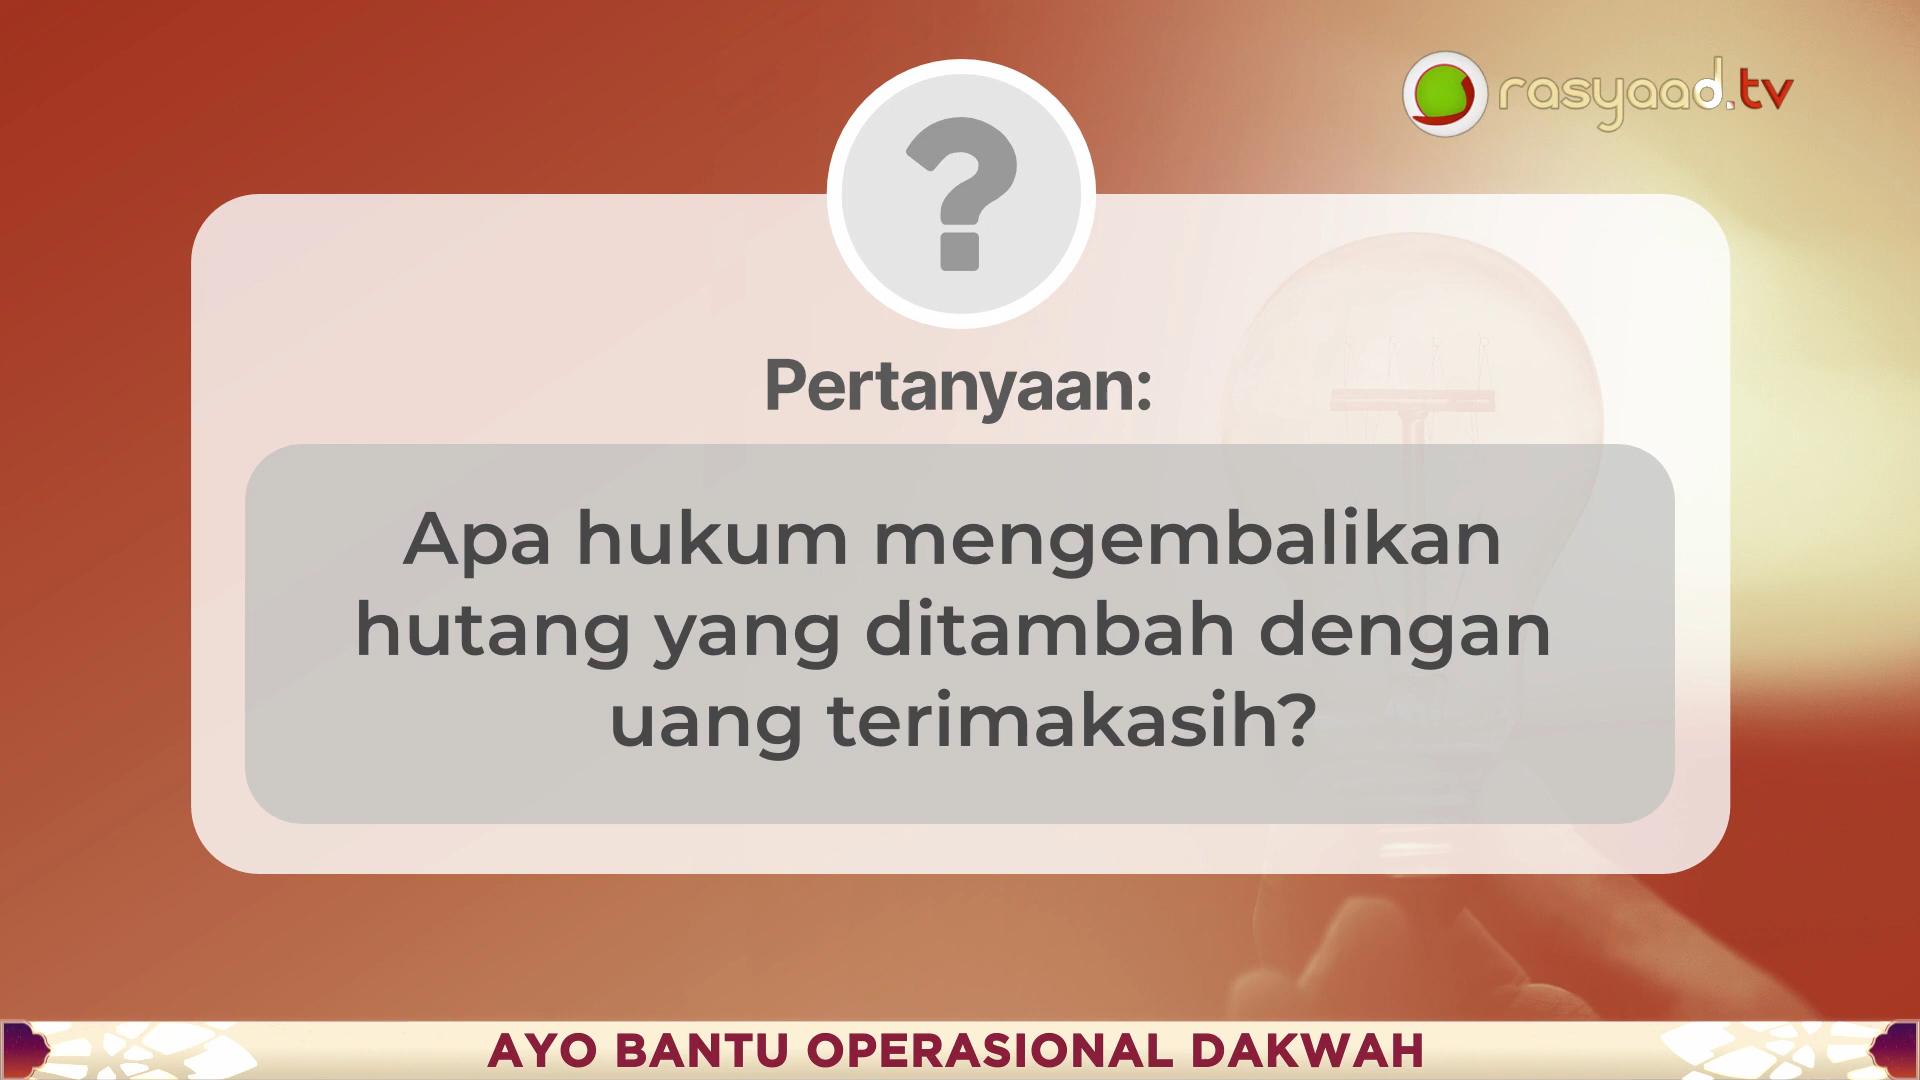 rasyaad.tv
Pertanyaan:
Apa hukum mengembalikan
hutang yang ditambah dengan
uang terimakasih?
AYO BANTU OPERASIONAL DAKWAH